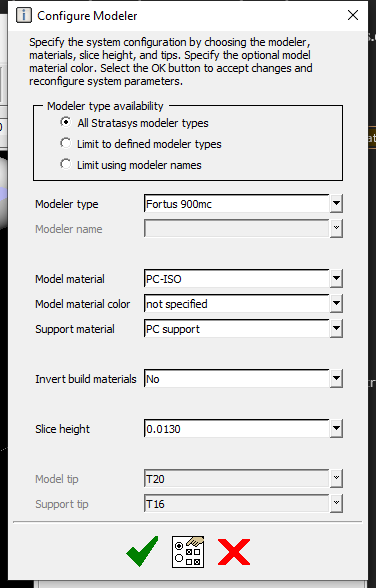 Configure Modeler
Specify the system configuration by choosing the modeler,
materials, slice height, and tips. Specify the optional model
material color. Select the OK button to accept changes and
reconfigure system parameters.
Modeler type availability
All Stratasys modeler types
Limit to defined modeler types
Limit using modeler names
Modeler type Fortus 900mc
Modeler name
Model material PC-ISO
Model material color not specified
Support material PC support
Invert build materials No
Slice height 0.0130
Model tip T20
Support tip T16